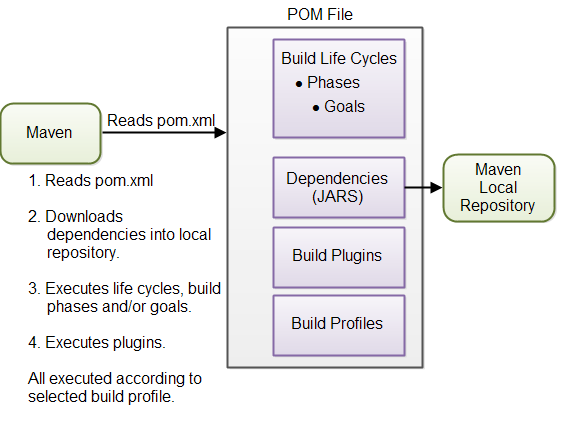 POM File
Build Life Cycles
• Phases
• Goals
Reads pom.xml
Maven
Dependencies
(JARS)
Maven
Local
Repository
Build Plugins
Build Profiles
1. Reads pom.xml
2. Downloads
dependencies into local
repository.
3. Executes life cycles, build
phases and/or goals.
4. Executes plugins.
All executed according to
selected build profile.